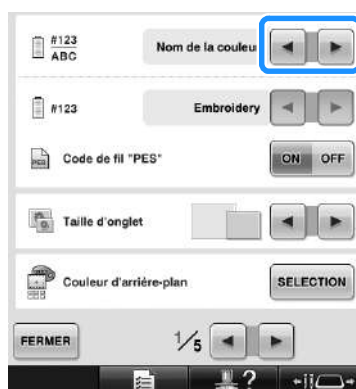 #123
ABC
Nom de la couleu
#123
Embroidery
PES
Code de fil "PES"
ON OFF
Taille d'onglet
Couleur d'arrière-plan
SELECTION
FERMER
1/5
?